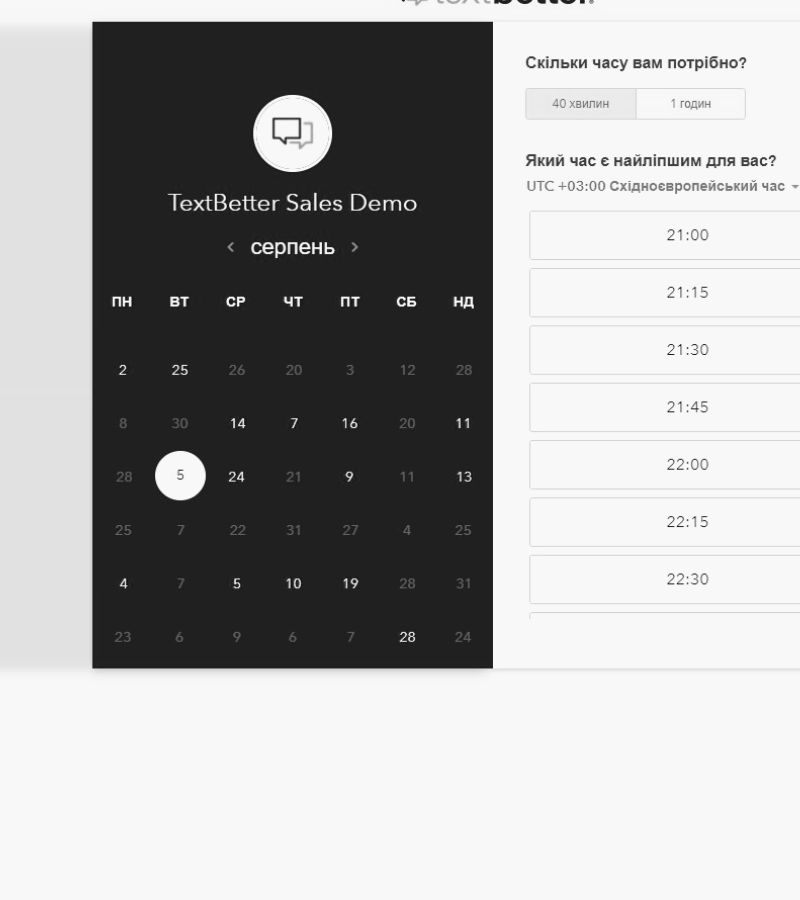 textbetter.
TextBetter Sales Demo
серпень
ПН ВТ СР ЧТ ПТ СБ НД
2 25 26 20 3 12 28
8 30 14 7 16 20 11
28 5 24 21 9 11 13
25 7 22 31 27 4 25
4 7 5 10 19 28 31
23 6 9 6 7 28 24
Скільки часу вам потрібно?
40 хвилин 1 годин
Який час є найліпшим для вас?
UTC +03:00 Східноєвропейський час
21:00
21:15
21:30
21:45
22:00
22:15
22:30